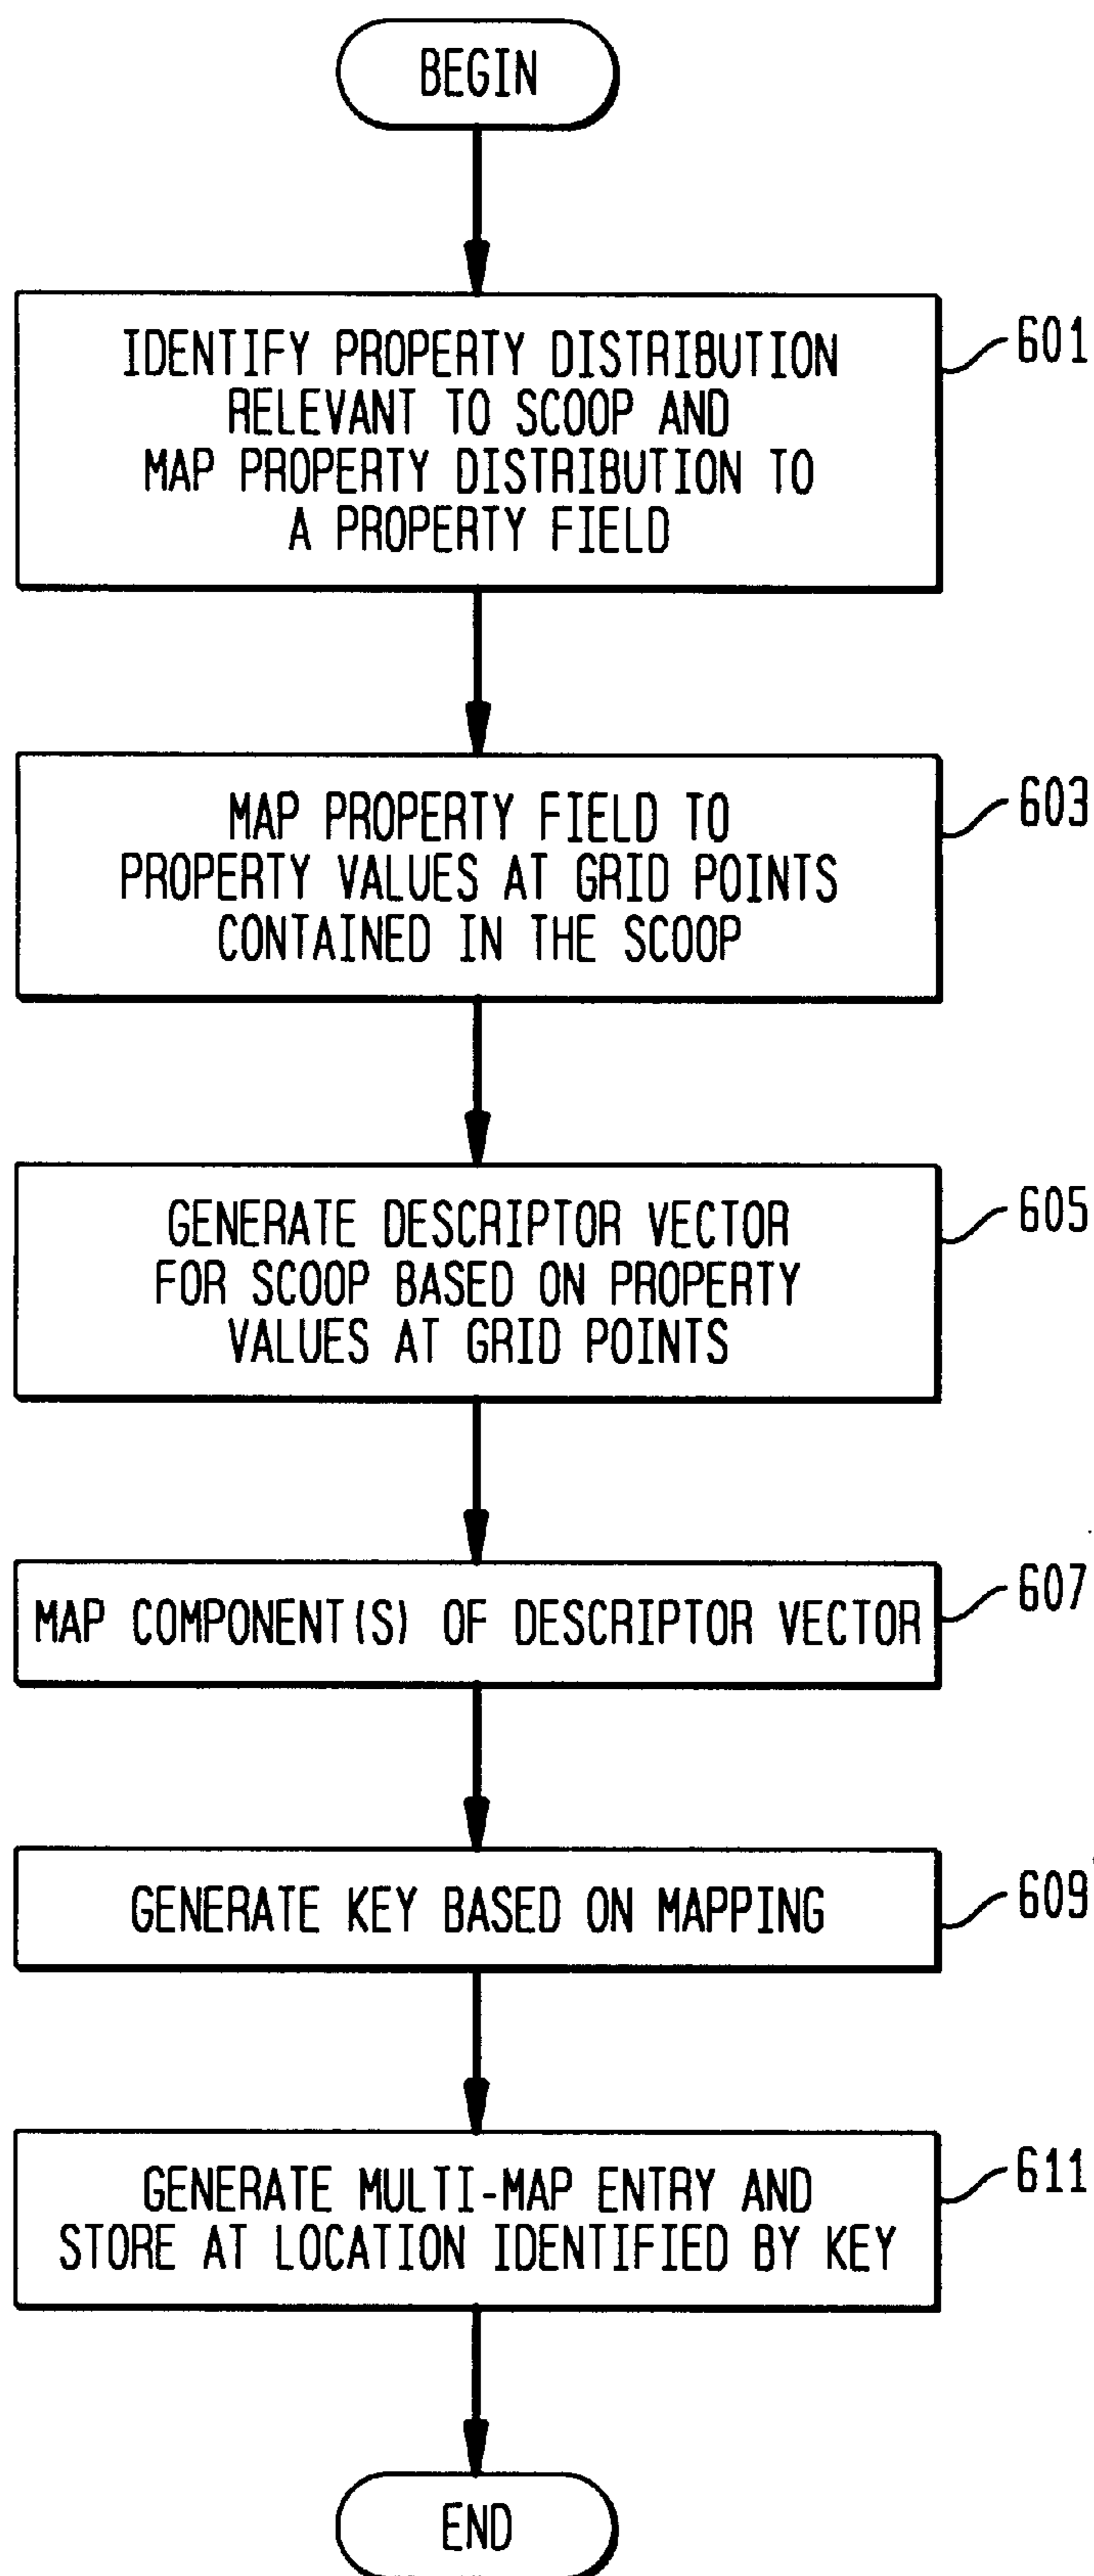 BEGIN
IDENTIFY PROPERTY DISTRIBUTION
RELEVANT TO SCOOP AND
MAP PROPERTY DISTRIBUTION TO
A PROPERTY FIELD
601
MAP PROPERTY FIELD TO
PROPERTY VALUES AT GRID POINTS
CONTAINED IN THE SCOOP
603
GENERATE DESCRIPTOR VECTOR
FOR SCOOP BASED ON PROPERTY
VALUES AT GRID POINTS
605
MAP COMPONENT(S) OF DESCRIPTOR VECTOR
607
GENERATE KEY BASED ON MAPPING
609
GENERATE MULTI-MAP ENTRY AND
STORE AT LOCATION IDENTIFIED BY KEY
611
END